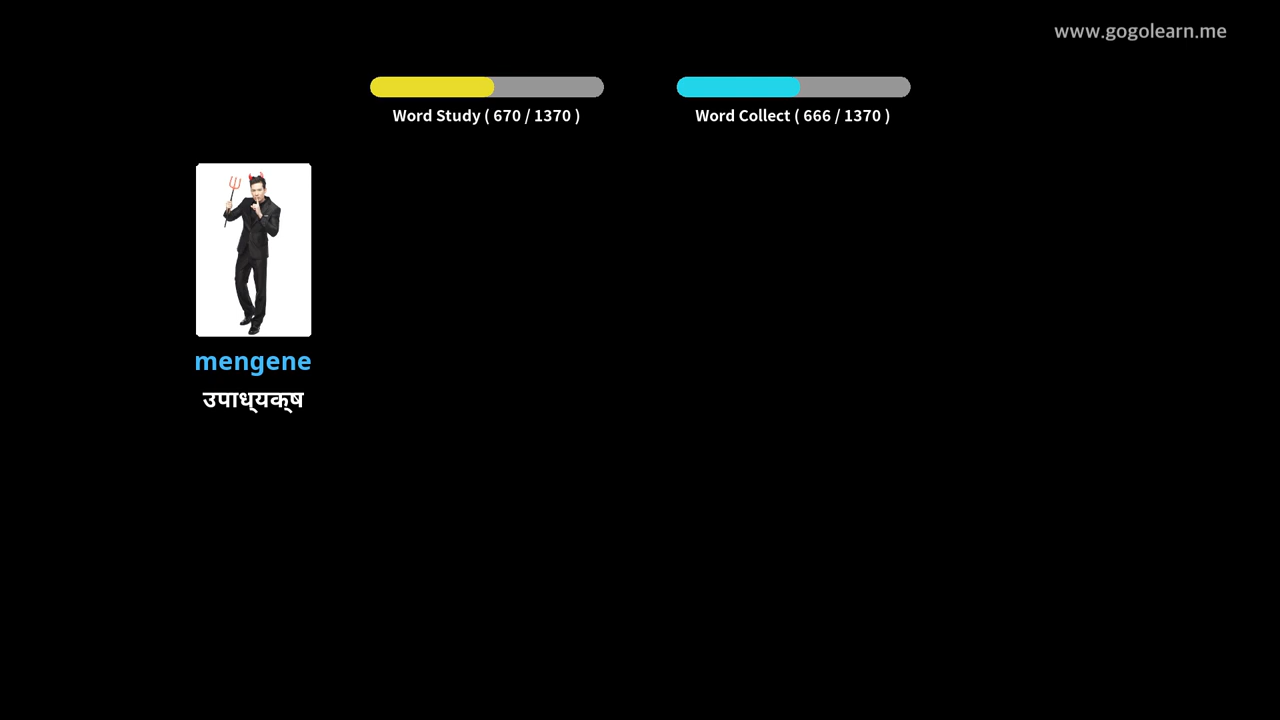 www.gogolearn.me
Word Study ( 670 / 1370 )
Word Collect ( 666 / 1370 )
mengene
उपाध्यक्ष